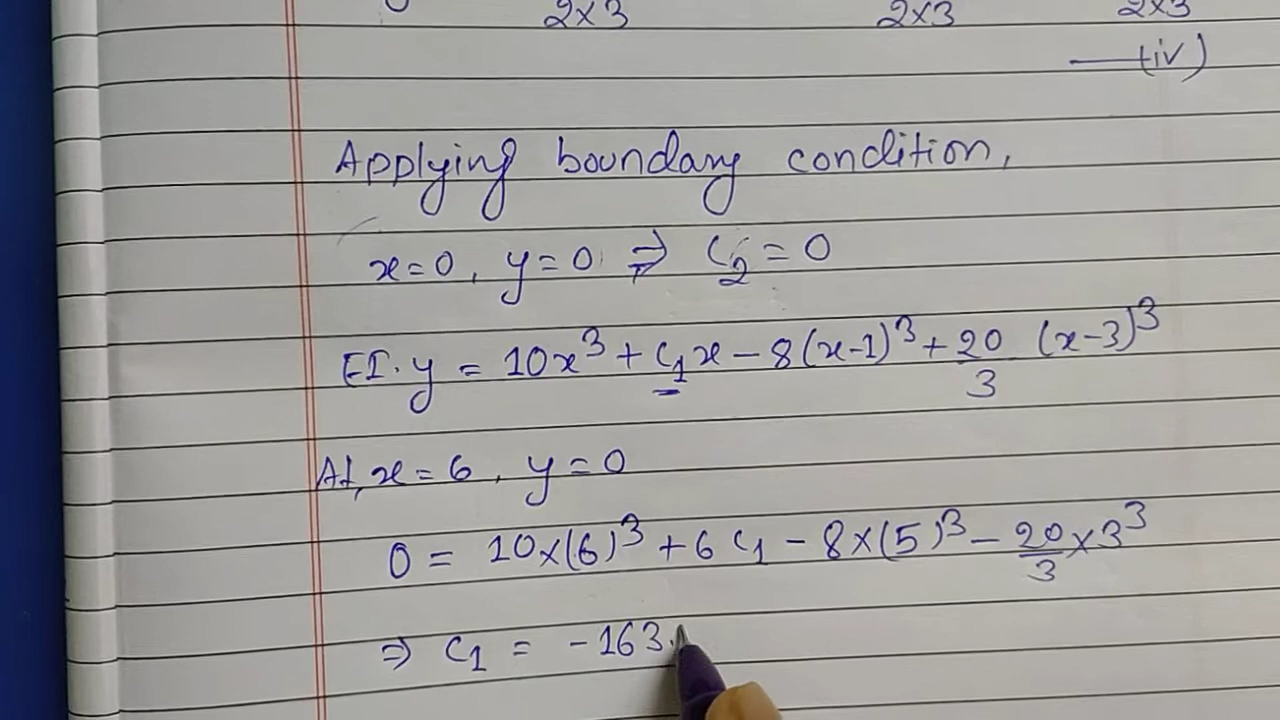 2×3 2×3 2×3
(iv)
Applying boundary condition,
x=0, y=0 ⇒ C₂=0
EI.y = 10x³ + C₁x − 8(x-1)³ + 20/3 (x-3)³
At, x=6, y=0
0 = 10×(6)³ + 6C₁ − 8×(5)³ − 20/3×3³
⇒ C₁ = -163.